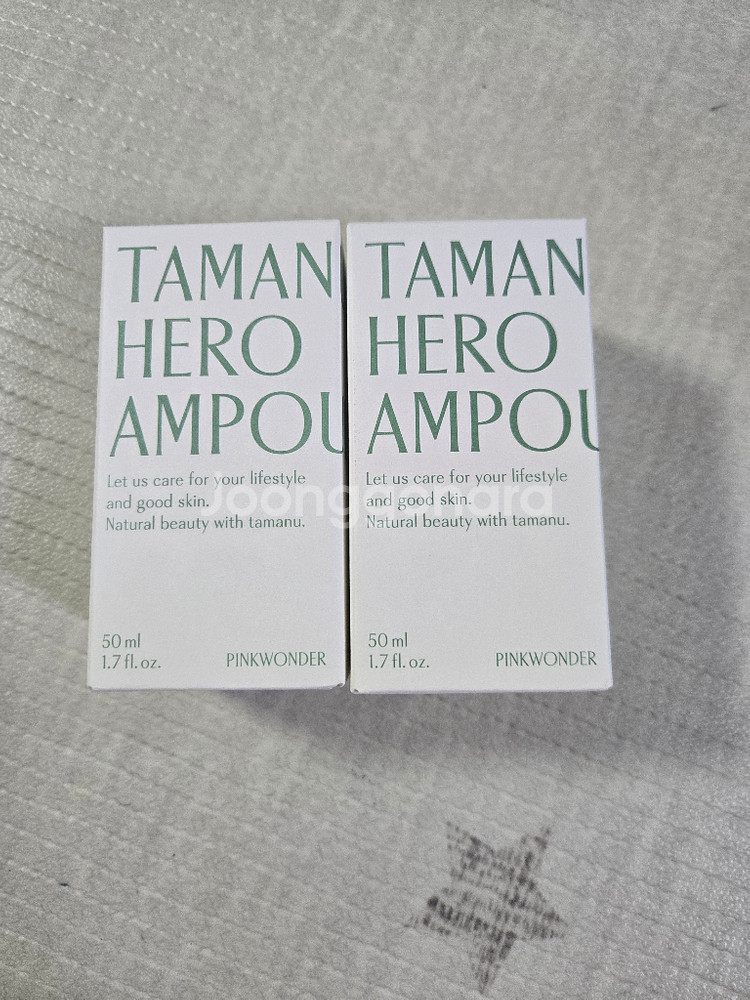 TAMAN
HERO
AMPOU
Let us care for your lifestyle
and good skin.
Natural beauty with tamanu.
50 ml
1.7 fl. oz.
PINKWONDER
TAMAN
HERO
AMPOU
Let us care for your lifestyle
and good skin.
Natural beauty with tamanu.
50 ml
1.7 fl. oz.
PINKWONDER
Joonggonara